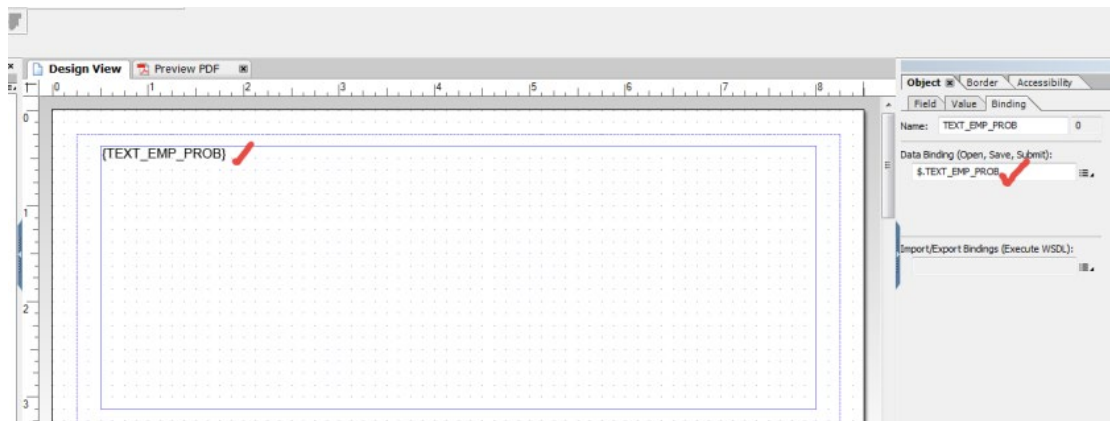 Design View Preview PDF
0 1 2 3 4 5 6 7 8
0
1
2
3
{TEXT_EMP_PROB}
Object Border Accessibility
Field Value Binding
Name: TEXT_EMP_PROB 0
Data Binding (Open, Save, Submit):
$.TEXT_EMP_PROB
Import/Export Bindings (Execute WSDL):